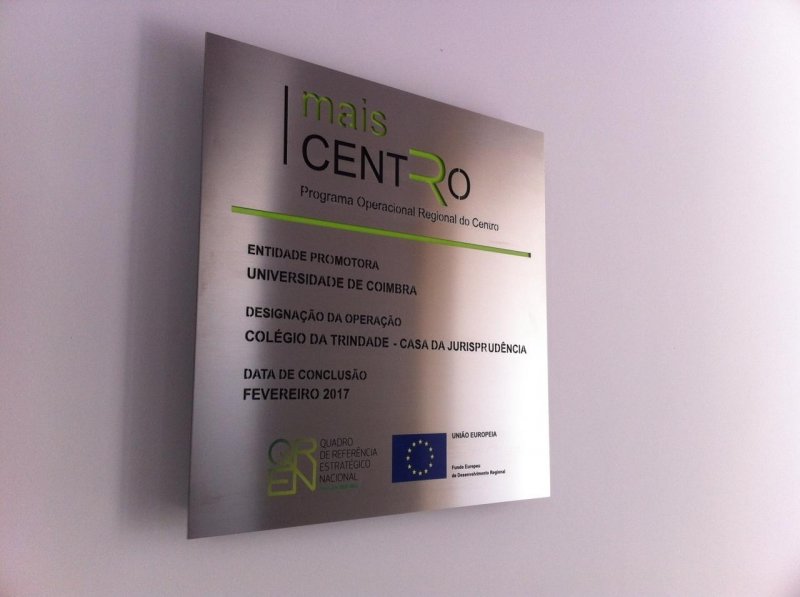 mais
CENTRO
Programa Operacional Regional do Centro
ENTIDADE PROMOTORA
UNIVERSIDADE DE COIMBRA
DESIGNAÇÃO DA OPERAÇÃO
COLÉGIO DA TRINDADE - CASA DA JURISPRUDÊNCIA
DATA DE CONCLUSÃO
FEVEREIRO 2017
QREN
QUADRO
DE REFERÊNCIA
ESTRATÉGICO
NACIONAL
UNIÃO EUROPEIA
Fundo Europeu
de Desenvolvimento Regional